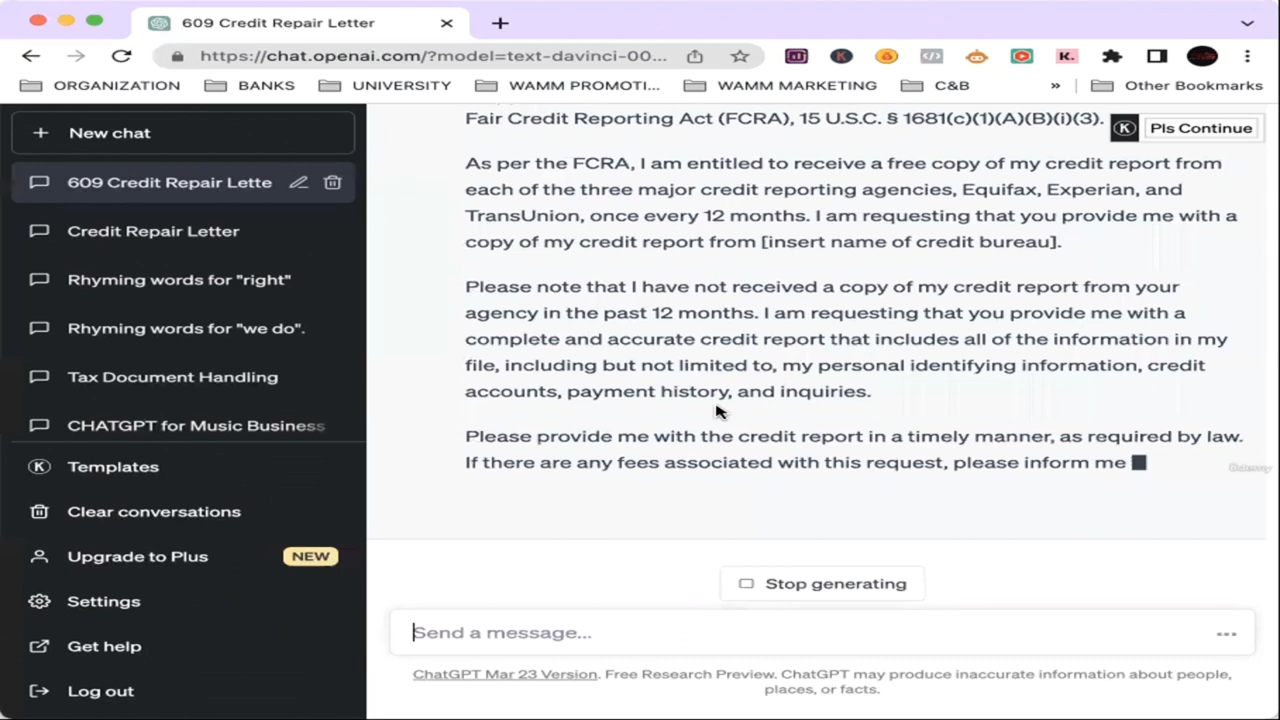 609 Credit Repair Letter
https://chat.openai.com/?model=text-davinci-00...
K.
ORGANIZATION
BANKS
UNIVERSITY
WAMM PROMOTI...
WAMM MARKETING
C&B
»
Other Bookmarks
+ New chat
609 Credit Repair Lette
Credit Repair Letter
Rhyming words for "right"
Rhyming words for "we do".
Tax Document Handling
CHATGPT for Music Business
K Templates
Clear conversations
Upgrade to Plus NEW
Settings
Get help
Log out
Fair Credit Reporting Act (FCRA), 15 U.S.C. § 1681(c)(1)(A)(B)(i)(3).
K Pls Continue
As per the FCRA, I am entitled to receive a free copy of my credit report from
each of the three major credit reporting agencies, Equifax, Experian, and
TransUnion, once every 12 months. I am requesting that you provide me with a
copy of my credit report from [insert name of credit bureau].
Please note that I have not received a copy of my credit report from your
agency in the past 12 months. I am requesting that you provide me with a
complete and accurate credit report that includes all of the information in my
file, including but not limited to, my personal identifying information, credit
accounts, payment history, and inquiries.
Please provide me with the credit report in a timely manner, as required by law.
If there are any fees associated with this request, please inform me
Udemy
Stop generating
Send a message...
ChatGPT Mar 23 Version. Free Research Preview. ChatGPT may produce inaccurate information about people,
places, or facts.